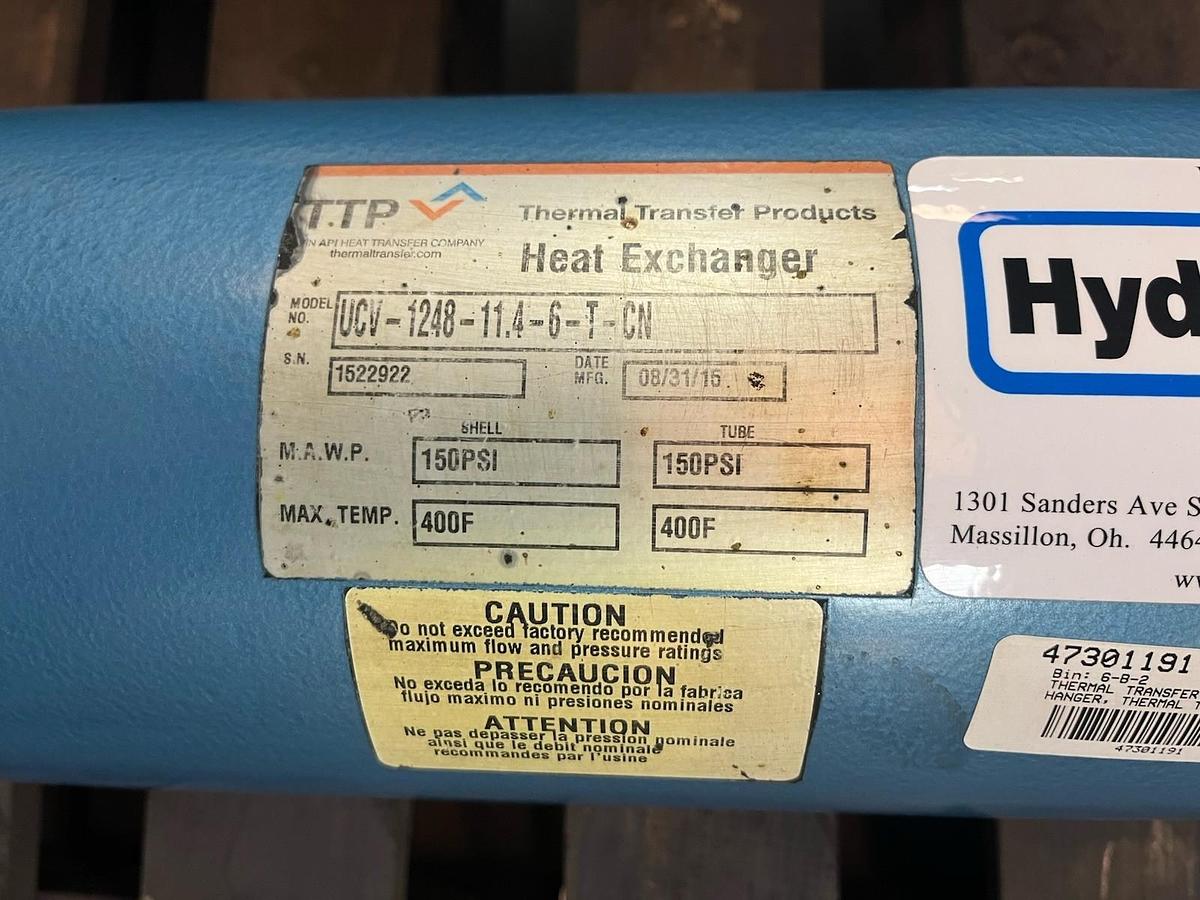 TTP
Thermal Transfer Products
AN API HEAT TRANSFER COMPANY
thermaltransfer.com
Heat Exchanger
MODEL NO. UCV-1248-11.4-6-T-CN
S.N. 1522922 DATE MFG. 08/31/15
SHELL TUBE
M.A.W.P. 150PSI 150PSI
MAX. TEMP. 400F 400F
CAUTION
Do not exceed factory recommended
maximum flow and pressure ratings
PRECAUCION
No exceda lo recomendo por la fabrica
flujo maximo ni presiones nominales
ATTENTION
Ne pas depasser la pression nominale
ainsi que le debit nominale
recommandes par l'usine
Hyd
1301 Sanders Ave S
Massillon, Oh. 4464
47301191
Bin: 6-B-2
THERMAL TRANSFER
HANGER, THERMAL T
47301191